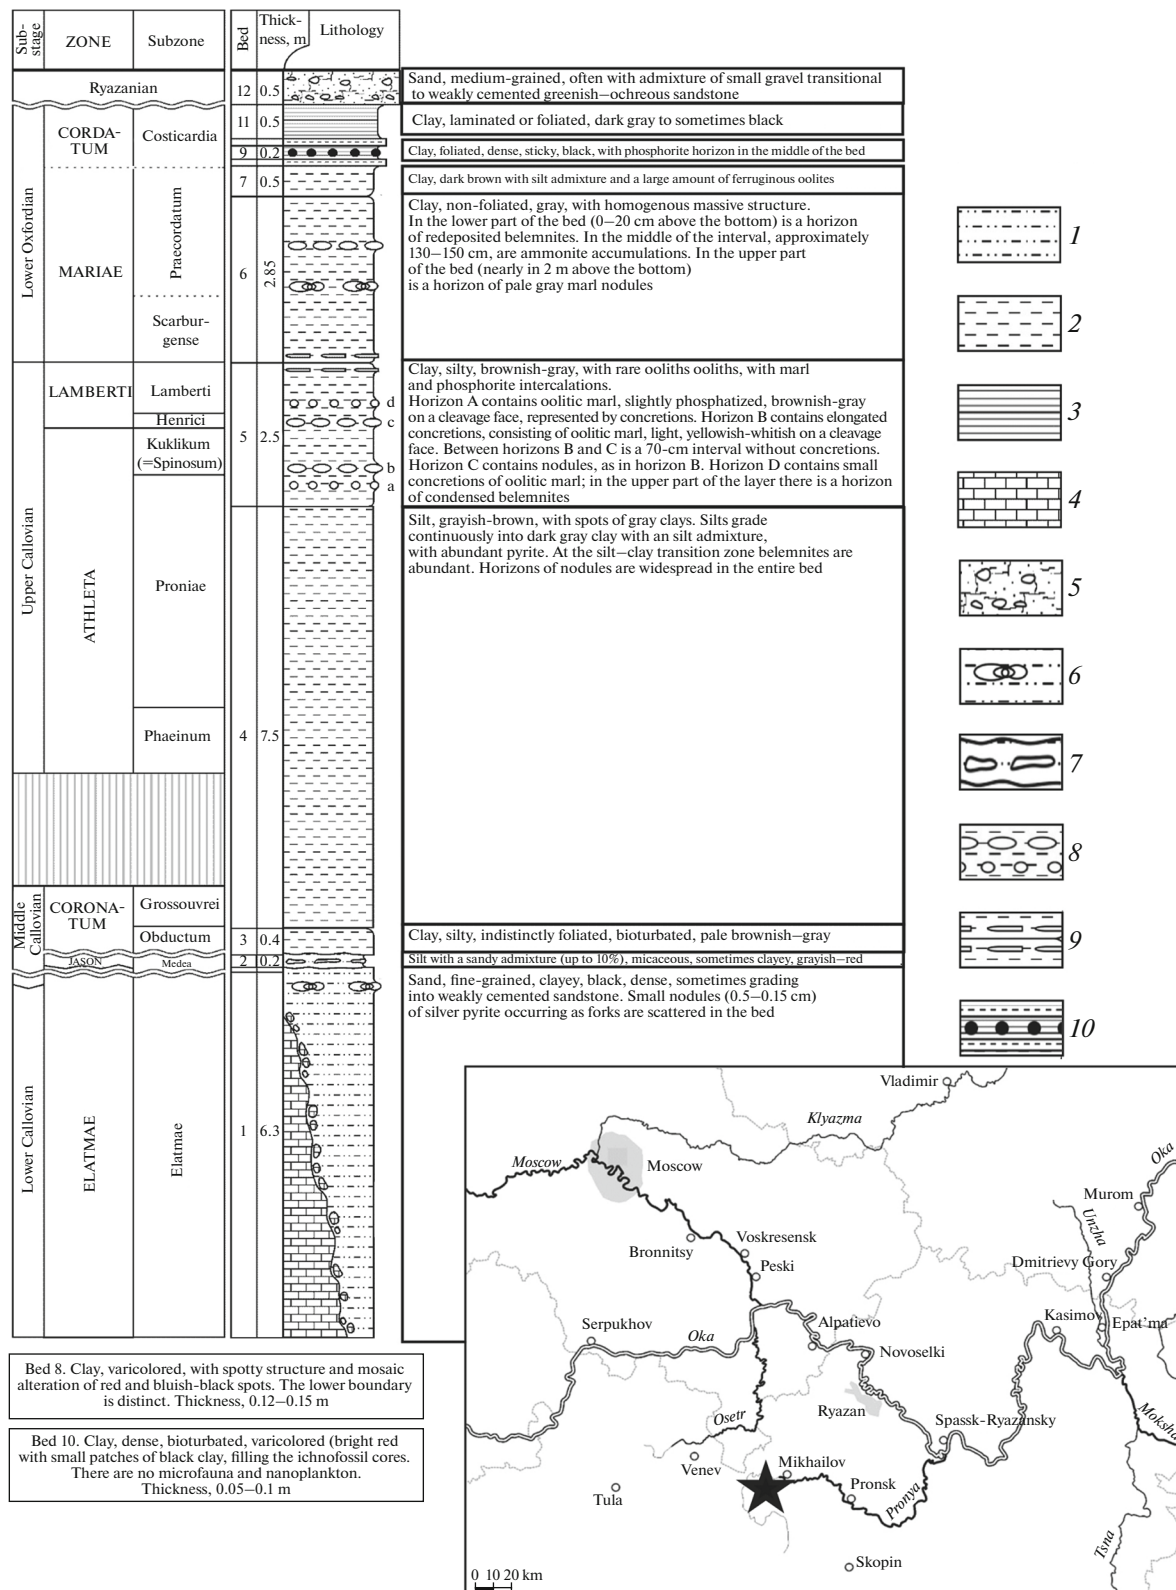 Sub-
stage
ZONE
Subzone
Bed
Thick-
ness, m
Lithology
Ryazanian
12
0.5
Sand, medium-grained, often with admixture of small gravel transitional
to weakly cemented greenish–ochreous sandstone
Lower Oxfordian
CORDA-
TUM
Costicardia
11
0.5
Clay, laminated or foliated, dark gray to sometimes black
9
0.2
Clay, foliated, dense, sticky, black, with phosphorite horizon in the middle of the bed
7
0.5
Clay, dark brown with silt admixture and a large amount of ferruginous oolites
MARIAE
Praecordatum
Scarbur-
gense
6
2.85
Clay, non-foliated, gray, with homogenous massive structure.
In the lower part of the bed (0–20 cm above the bottom) is a horizon
of redeposited belemnites. In the middle of the interval, approximately
130–150 cm, are ammonite accumulations. In the upper part
of the bed (nearly in 2 m above the bottom)
is a horizon of pale gray marl nodules
Upper Callovian
LAMBERTI
Lamberti
Henrici
ATHLETA
Kuklikum
(=Spinosum)
Proniae
Phaeinum
5
2.5
d
c
b
a
Clay, silty, brownish-gray, with rare ooliths ooliths, with marl
and phosphorite intercalations.
Horizon A contains oolitic marl, slightly phosphatized, brownish-gray
on a cleavage face, represented by concretions. Horizon B contains elongated
concretions, consisting of oolitic marl, light, yellowish-whitish on a cleavage
face. Between horizons B and C is a 70-cm interval without concretions.
Horizon C contains nodules, as in horizon B. Horizon D contains small
concretions of oolitic marl; in the upper part of the layer there is a horizon
of condensed belemnites
4
7.5
Silt, grayish-brown, with spots of gray clays. Silts grade
continuously into dark gray clay with an silt admixture,
with abundant pyrite. At the silt–clay transition zone belemnites are
abundant. Horizons of nodules are widespread in the entire bed
Middle
Callovian
CORONA-
TUM
Grossouvrei
Obductum
3
0.4
Clay, silty, indistinctly foliated, bioturbated, pale brownish–gray
JASON
Medea
2
0.2
Silt with a sandy admixture (up to 10%), micaceous, sometimes clayey, grayish–red
Lower Callovian
ELATMAE
Elatmae
1
6.3
Sand, fine-grained, clayey, black, dense, sometimes grading
into weakly cemented sandstone. Small nodules (0.5–0.15 cm)
of silver pyrite occurring as forks are scattered in the bed
1
2
3
4
5
6
7
8
9
10
Bed 8. Clay, varicolored, with spotty structure and mosaic
alteration of red and bluish-black spots. The lower boundary
is distinct. Thickness, 0.12–0.15 m
Bed 10. Clay, dense, bioturbated, varicolored (bright red
with small patches of black clay, filling the ichnofossil cores.
There are no microfauna and nanoplankton.
Thickness, 0.05–0.1 m
Vladimir
Klyazma
Moscow
Moscow
Oka
Murom
Unzha
Bronnitsy
Voskresensk
Peski
Dmitrievy Gory
Serpukhov
Oka
Alpatievo
Kasimov
Epat'ma
Novoselki
Ryazan
Osetr
Spassk-Ryazansky
Moksha
Venev
Mikhailov
Pronsk
Pronya
Tula
Tsna
Skopin
0 10 20 km